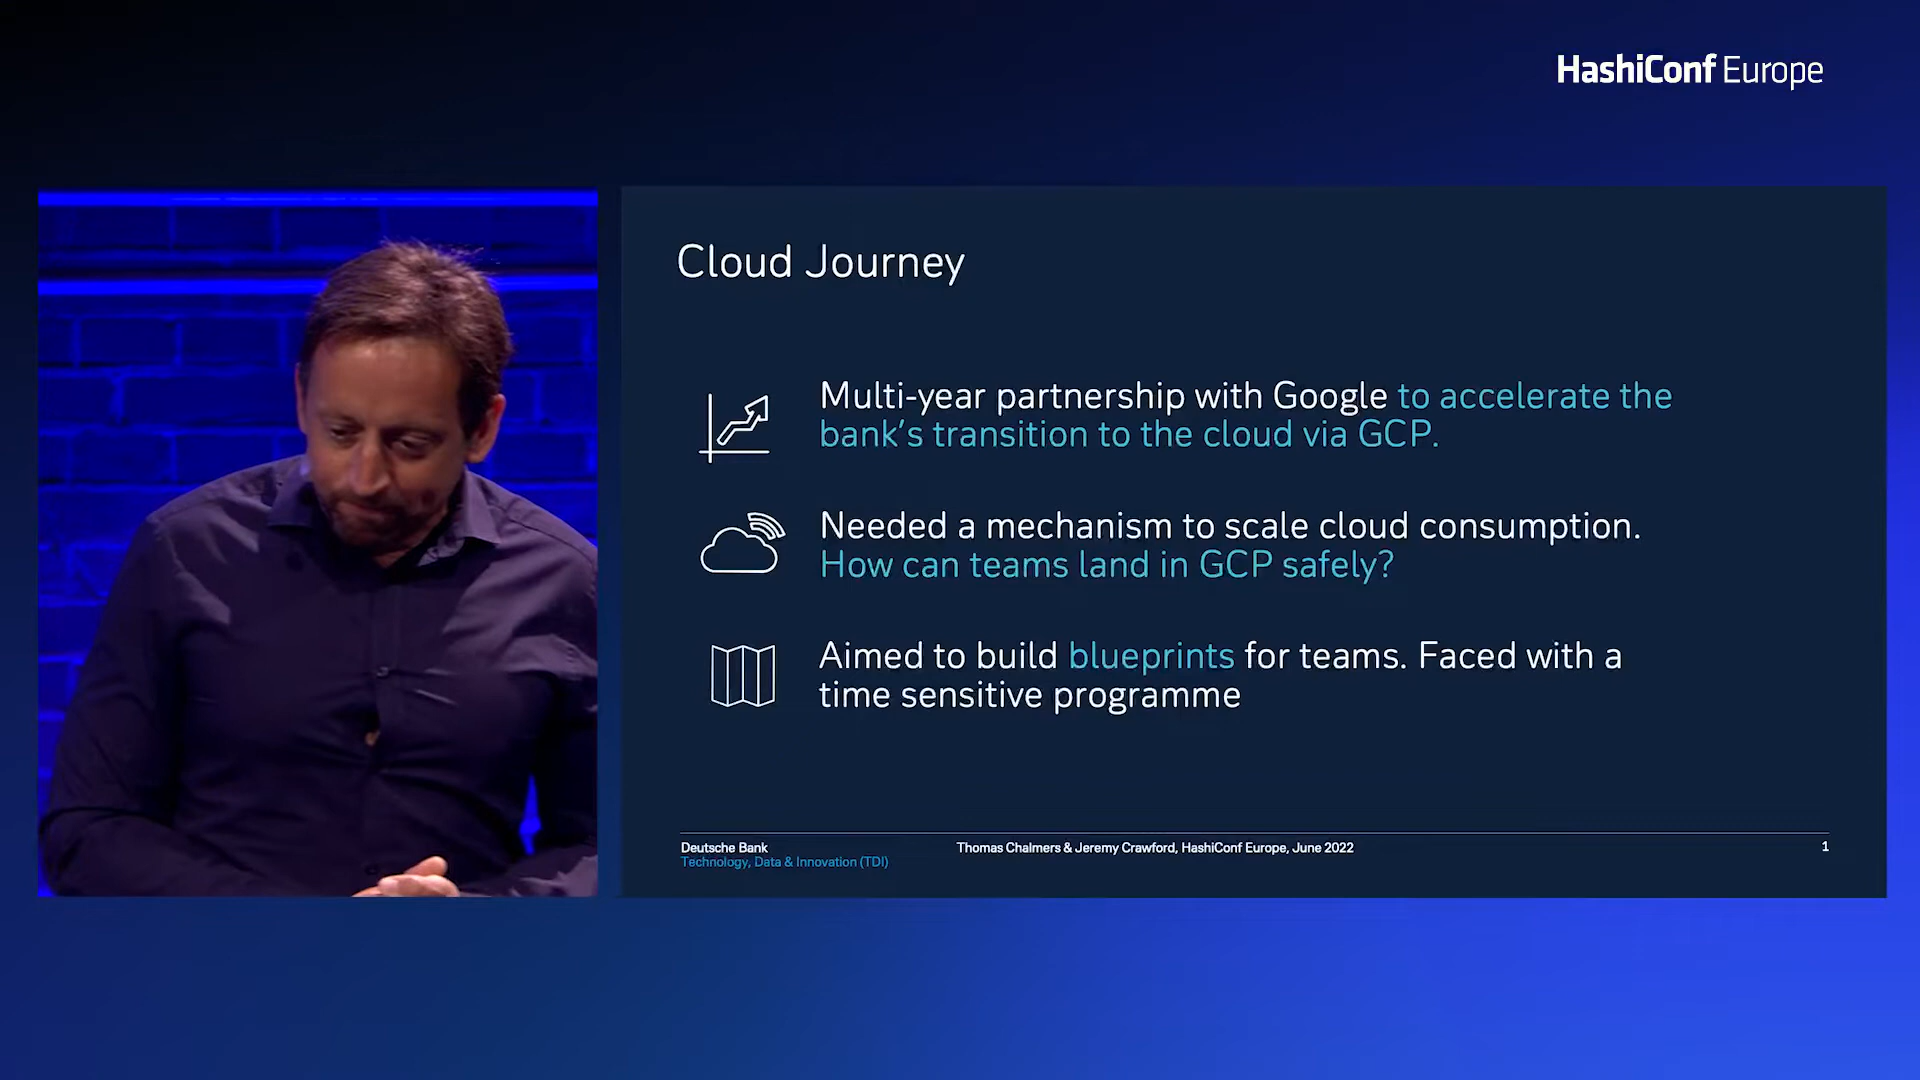 HashiConf Europe
Cloud Journey
Multi-year partnership with Google to accelerate the
bank's transition to the cloud via GCP.
Needed a mechanism to scale cloud consumption.
How can teams land in GCP safely?
Aimed to build blueprints for teams. Faced with a
time sensitive programme
Deutsche Bank
Technology, Data & Innovation (TDI)
Thomas Chalmers & Jeremy Crawford, HashiConf Europe, June 2022
1